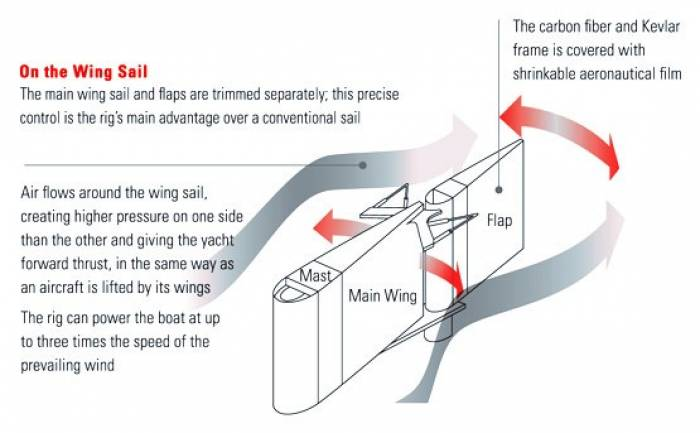 The carbon fiber and Kevlar
frame is covered with
shrinkable aeronautical film
On the Wing Sail
The main wing sail and flaps are trimmed separately; this precise
control is the rig's main advantage over a conventional sail
Air flows around the wing sail,
creating higher pressure on one side
than the other and giving the yacht
forward thrust, in the same way as
an aircraft is lifted by its wings
The rig can power the boat at up
to three times the speed of the
prevailing wind
Flap
Mast
Main Wing